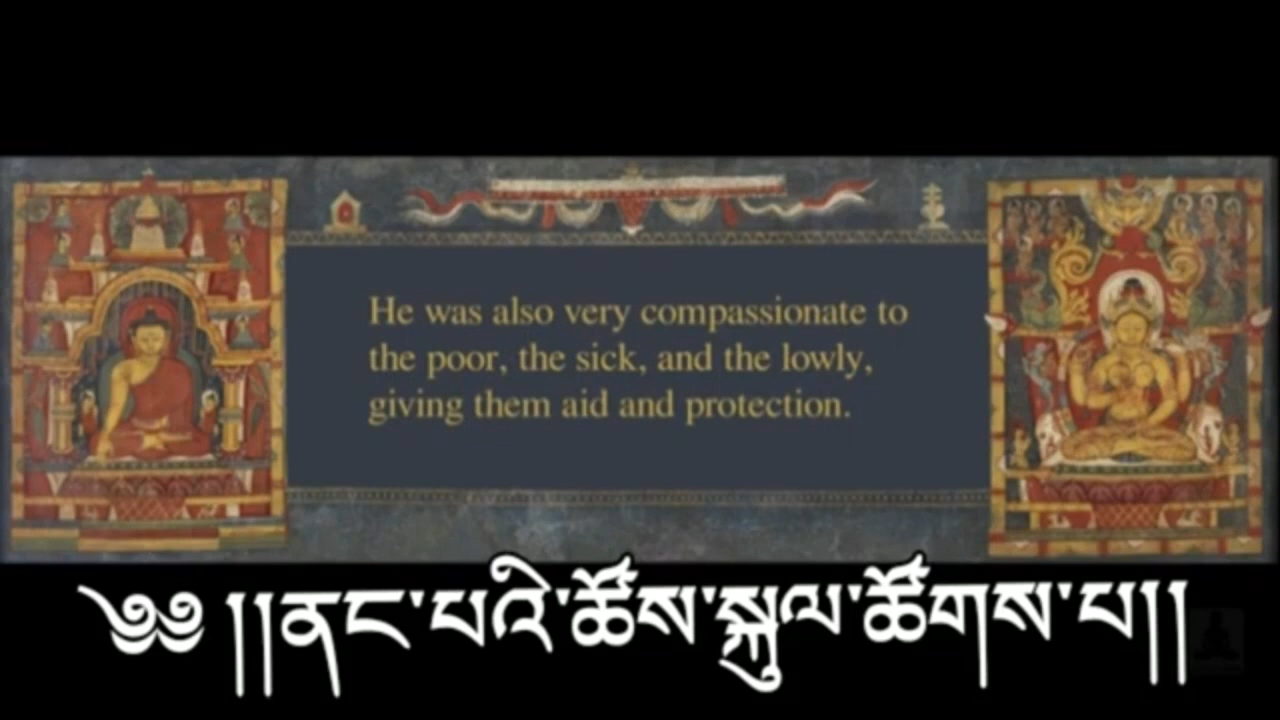 He was also very compassionate to
the poor, the sick, and the lowly,
giving them aid and protection.
༄༅ །།ནང་པའི་ཆོས་སྐུལ་ཚོགས་པ།།